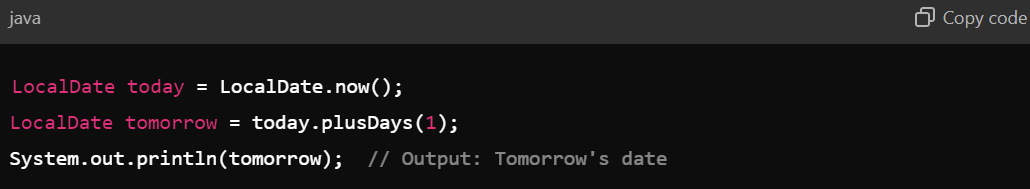 java Copy code
LocalDate today = LocalDate.now();
LocalDate tomorrow = today.plusDays(1);
System.out.println(tomorrow);  // Output: Tomorrow's date